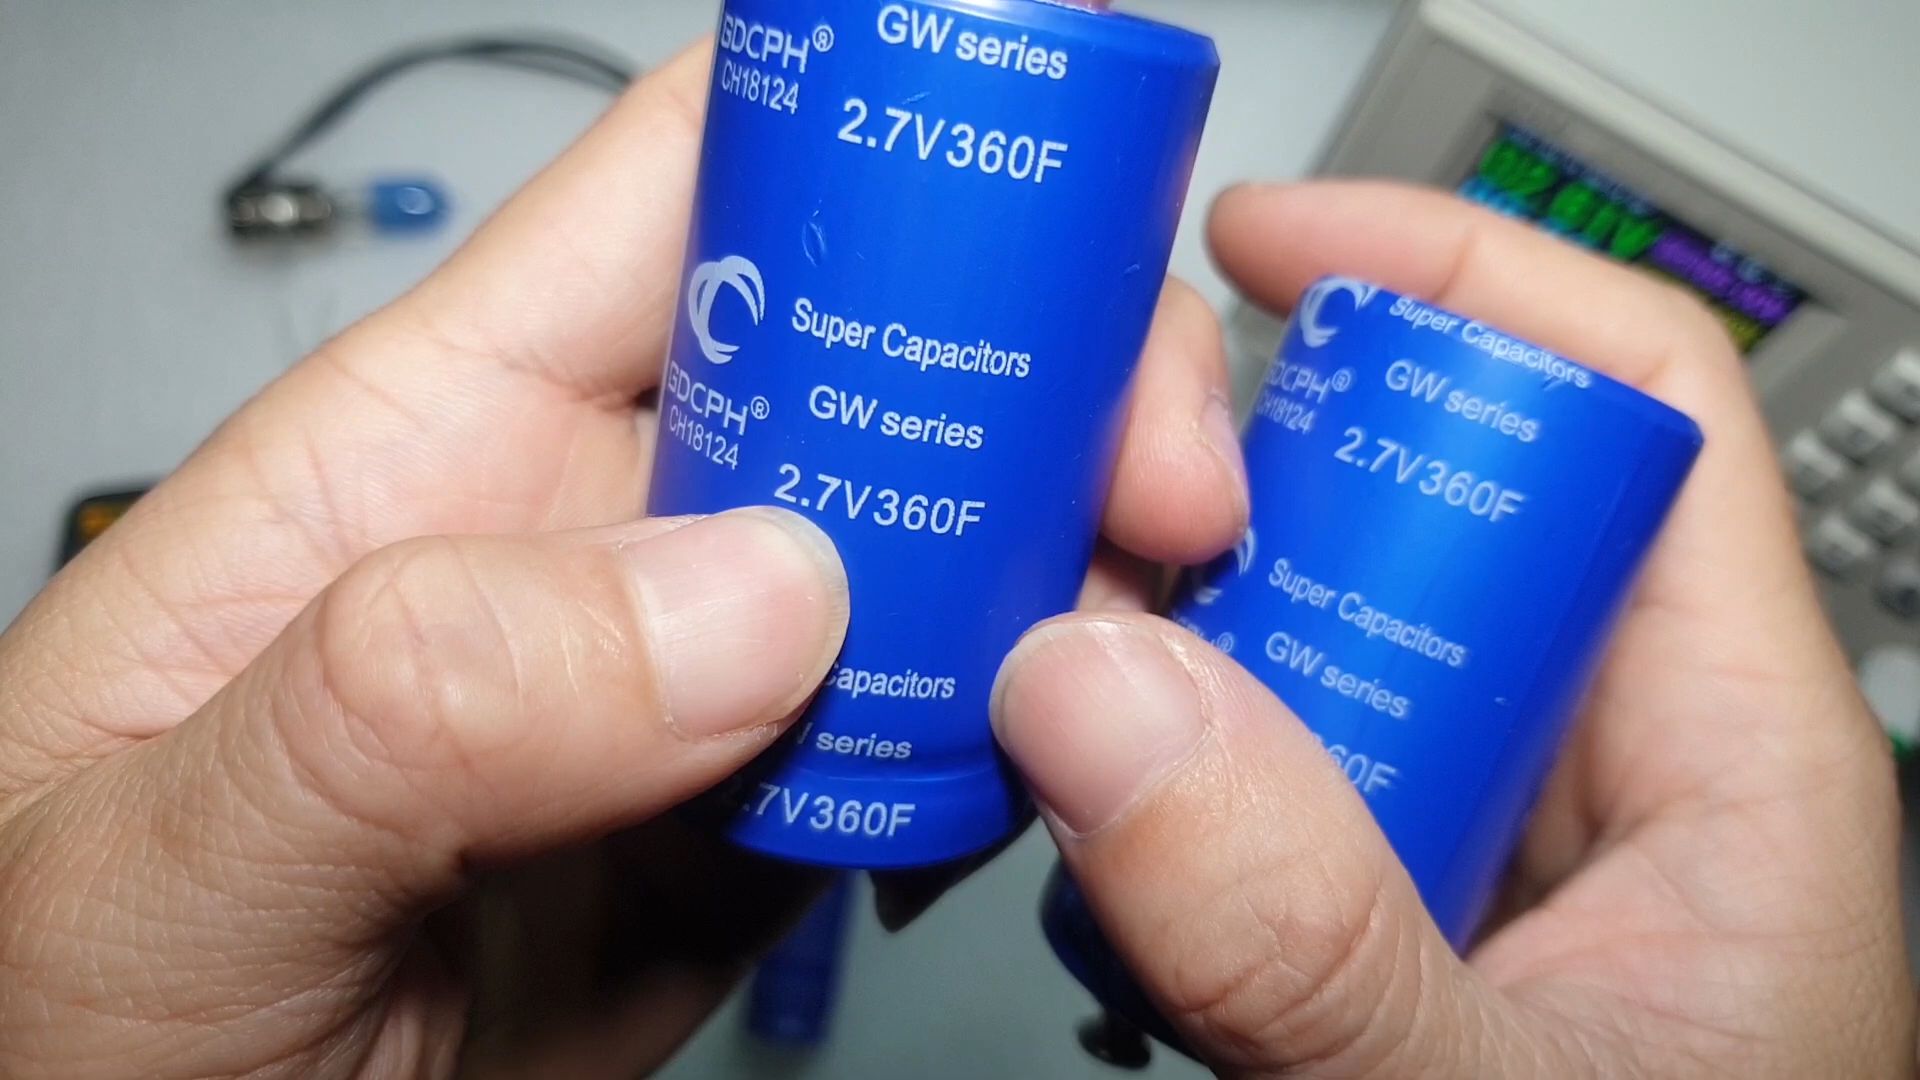 GDCPH®
CH18124
GW series
2.7V360F
Super Capacitors
GDCPH®
CH18124
GW series
2.7V360F
Capacitors
series
.7V360F
Super Capacitors
GDCPH®
CH18124
GW series
2.7V360F
Super Capacitors
GW series
60F